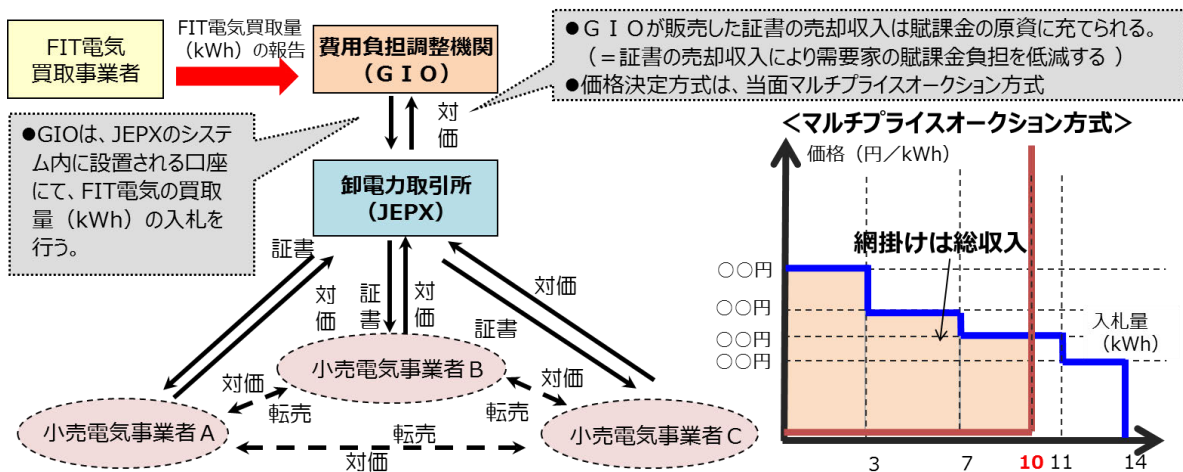 FIT電気
買取事業者
FIT電気買取量
（kWh）の報告
費用負担調整機関
（GIO）
●ＧＩＯが販売した証書の売却収入は賦課金の原資に充てられる。
（＝証書の売却収入により需要家の賦課金負担を低減する ）
●価格決定方式は、当面マルチプライスオークション方式
●GIOは、JEPXのシステ
ム内に設置される口座
にて、FIT電気の買取
量（kWh）の入札を
行う。
対価
卸電力取引所
（JEPX）
証書
対価
証書
対価
証書
対価
小売電気事業者Ｂ
対価
転売
対価
転売
小売電気事業者Ａ
転売
対価
小売電気事業者Ｃ
＜マルチプライスオークション方式＞
価格（円／kWh）
網掛けは総収入
○○円
○○円
○○円
○○円
入札量
（kWh）
3
7
10
11
14